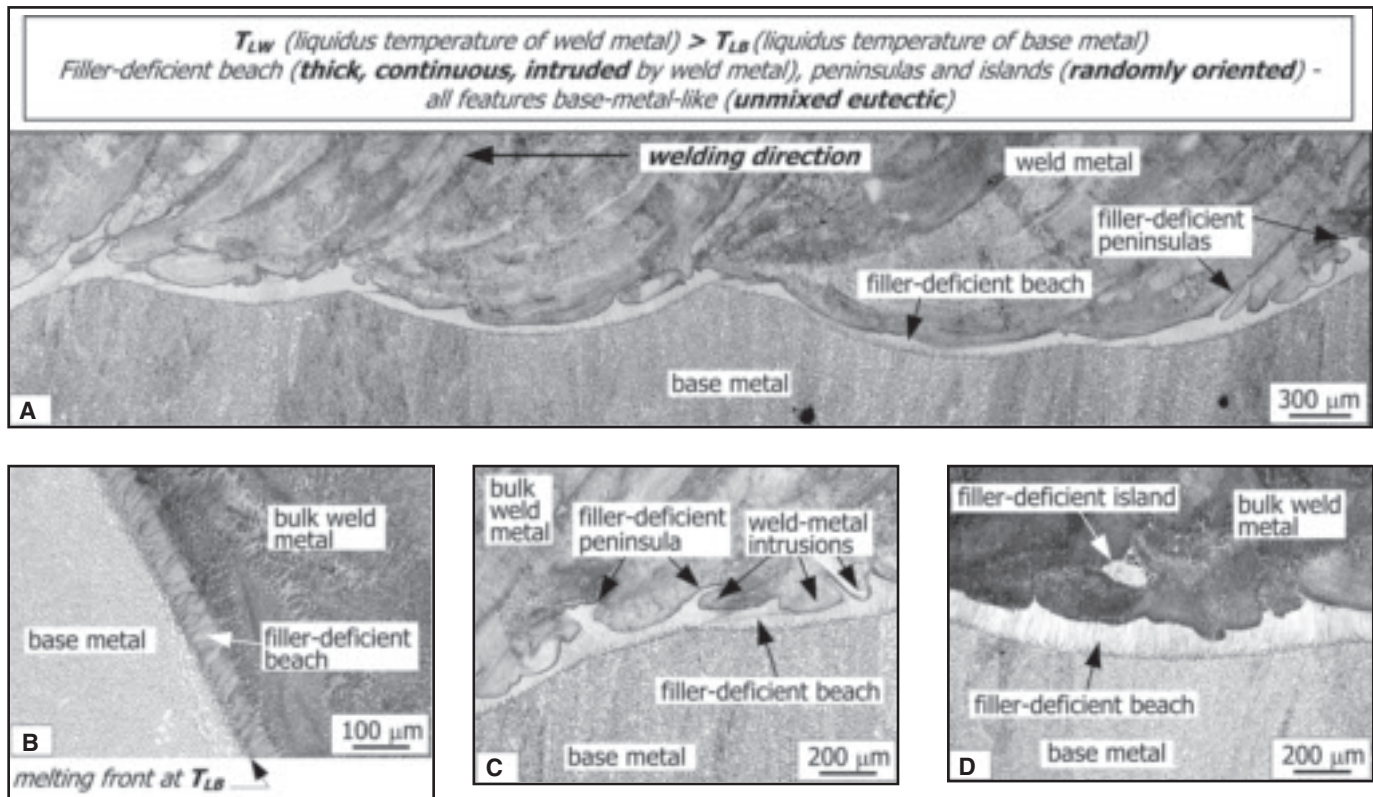 T_LW (liquidus temperature of weld metal) > T_LB (liquidus temperature of base metal)
Filler-deficient beach (thick, continuous, intruded by weld metal), peninsulas and islands (randomly oriented) -
all features base-metal-like (unmixed eutectic)
welding direction
weld metal
filler-deficient
peninsulas
filler-deficient beach
base metal
A
300 μm
bulk weld
metal
base metal
filler-deficient
beach
B
100 μm
melting front at T_LB
bulk
weld
metal
filler-deficient
peninsula
weld-metal
intrusions
filler-deficient beach
base metal
C
200 μm
filler-deficient island
bulk weld
metal
filler-deficient beach
base metal
D
200 μm